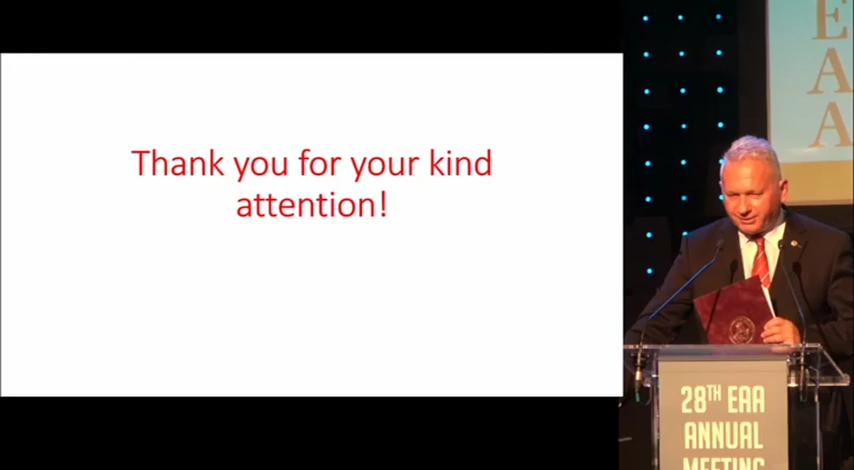 Thank you for your kind
attention!
E
A
A
28TH EAA
ANNUAL
MEETING